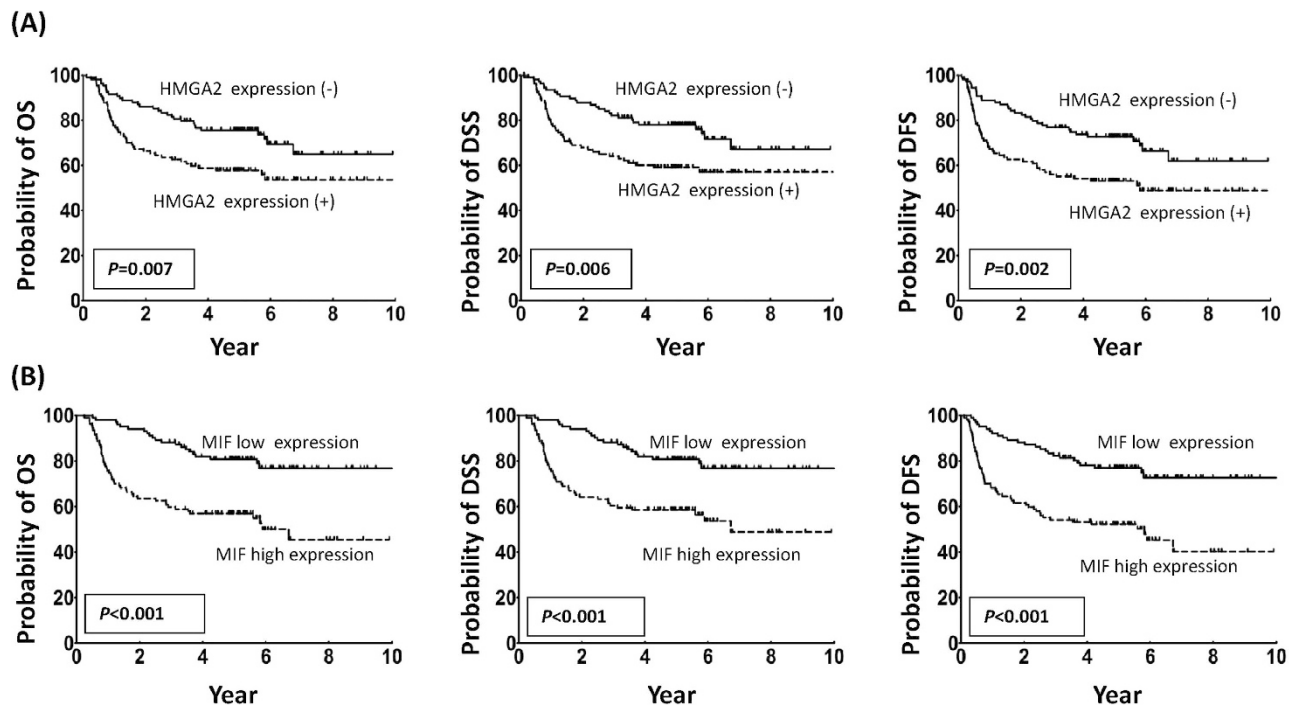 (A)
Probability of OS
100
80
60
40
20
0
HMGA2 expression (-)
HMGA2 expression (+)
P=0.007
0 2 4 6 8 10
Year
Probability of DSS
100
80
60
40
20
0
HMGA2 expression (-)
HMGA2 expression (+)
P=0.006
0 2 4 6 8 10
Year
Probability of DFS
100
80
60
40
20
0
HMGA2 expression (-)
HMGA2 expression (+)
P=0.002
0 2 4 6 8 10
Year
(B)
Probability of OS
100
80
60
40
20
0
MIF low expression
MIF high expression
P<0.001
0 2 4 6 8 10
Year
Probability of DSS
100
80
60
40
20
0
MIF low expression
MIF high expression
P<0.001
0 2 4 6 8 10
Year
Probability of DFS
100
80
60
40
20
0
MIF low expression
MIF high expression
P<0.001
0 2 4 6 8 10
Year